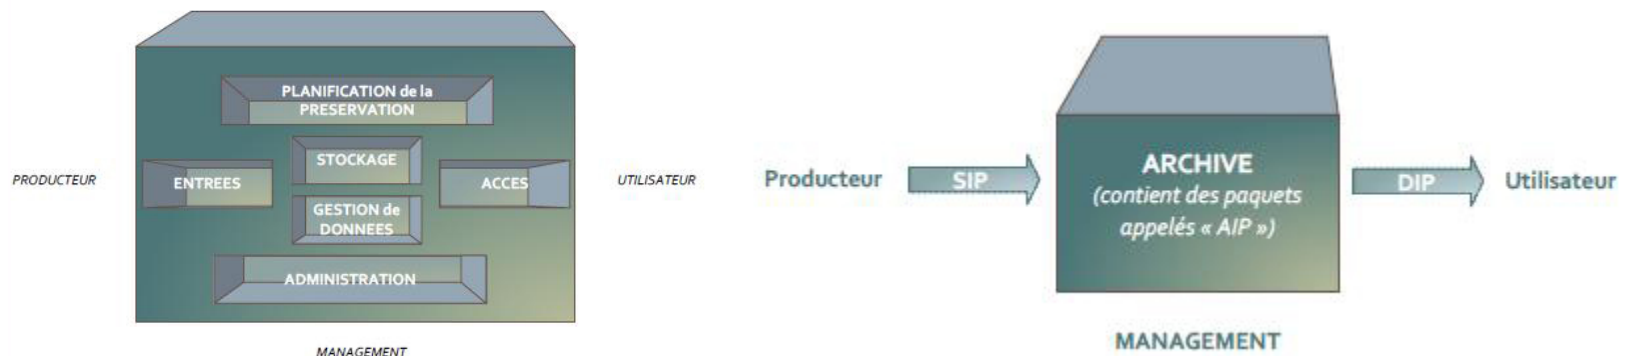 PLANIFICATION de la
PRESERVATION
STOCKAGE
PRODUCTEUR
ENTREES
ACCES
UTILISATEUR
GESTION de
DONNEES
ADMINISTRATION
MANAGEMENT
Producteur
SIP
ARCHIVE
(contient des paquets
appelés « AIP »)
DIP
Utilisateur
MANAGEMENT